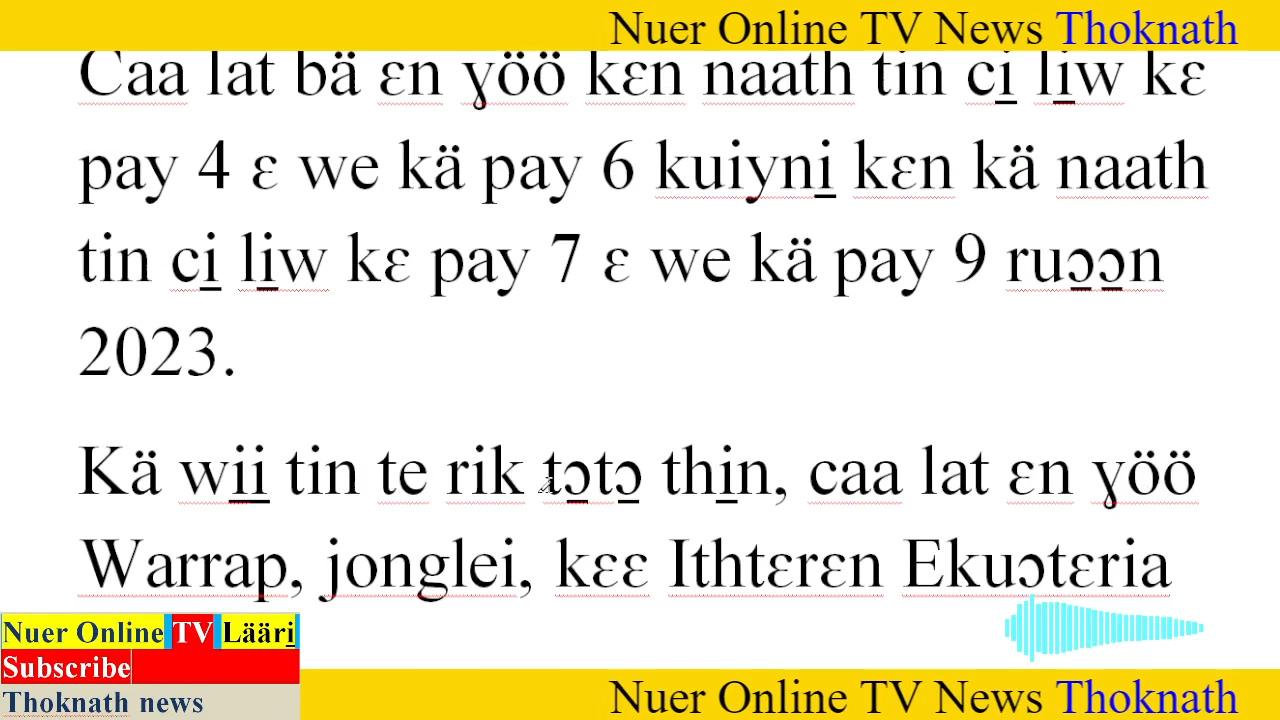 Nuer Online TV News Thoknath
Caa lat bä ɛn ɣöö kɛn naath tin ci̱ li̱w kɛ
pay 4 ɛ we kä pay 6 kuiyni̱ kɛn kä naath
tin ci̱ li̱w kɛ pay 7 ɛ we kä pay 9 ruɔ̱ɔ̱n
2023.
Kä wi̱i̱ tin te rik tɔ̱tɔ̱ thi̱n, caa lat ɛn ɣöö
Warrap, jonglei, kɛɛ Ithtɛrɛn Ekuɔtɛria
Nuer Online TV Lääri̱
Subscribe
Thoknath news
Nuer Online TV News Thoknath